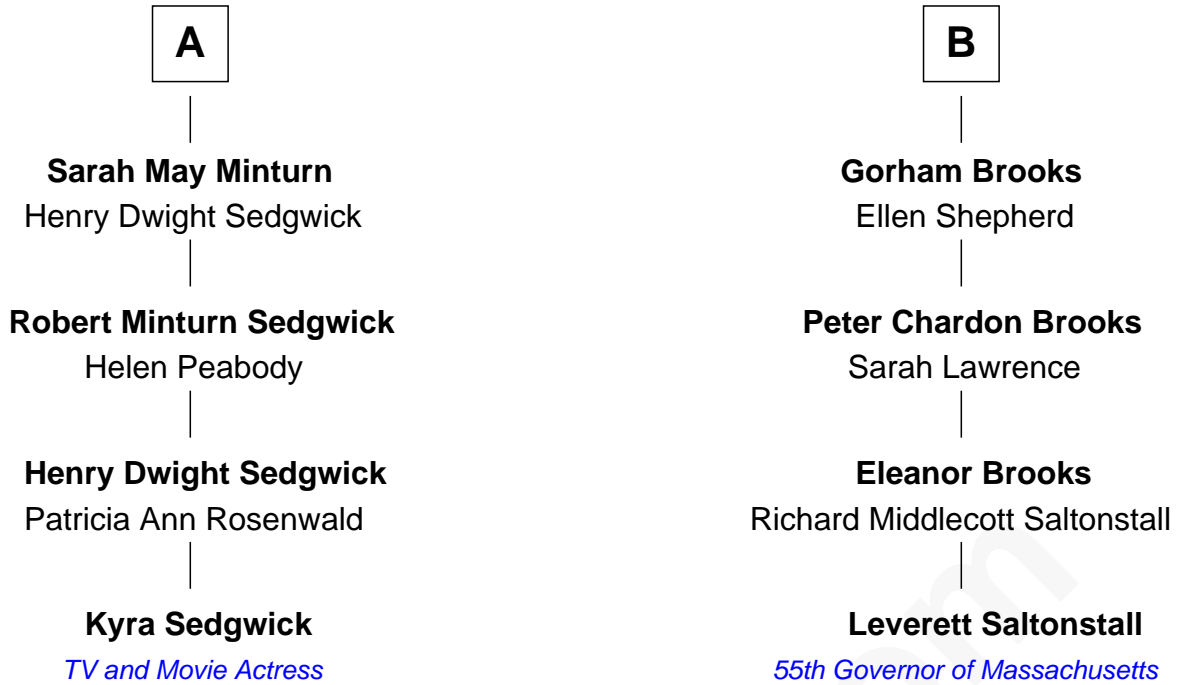 A
Sarah May Minturn
Henry Dwight Sedgwick
Robert Minturn Sedgwick
Helen Peabody
Henry Dwight Sedgwick
Patricia Ann Rosenwald
Kyra Sedgwick
TV and Movie Actress
B
Gorham Brooks
Ellen Shepherd
Peter Chardon Brooks
Sarah Lawrence
Eleanor Brooks
Richard Middlecott Saltonstall
Leverett Saltonstall
55th Governor of Massachusetts